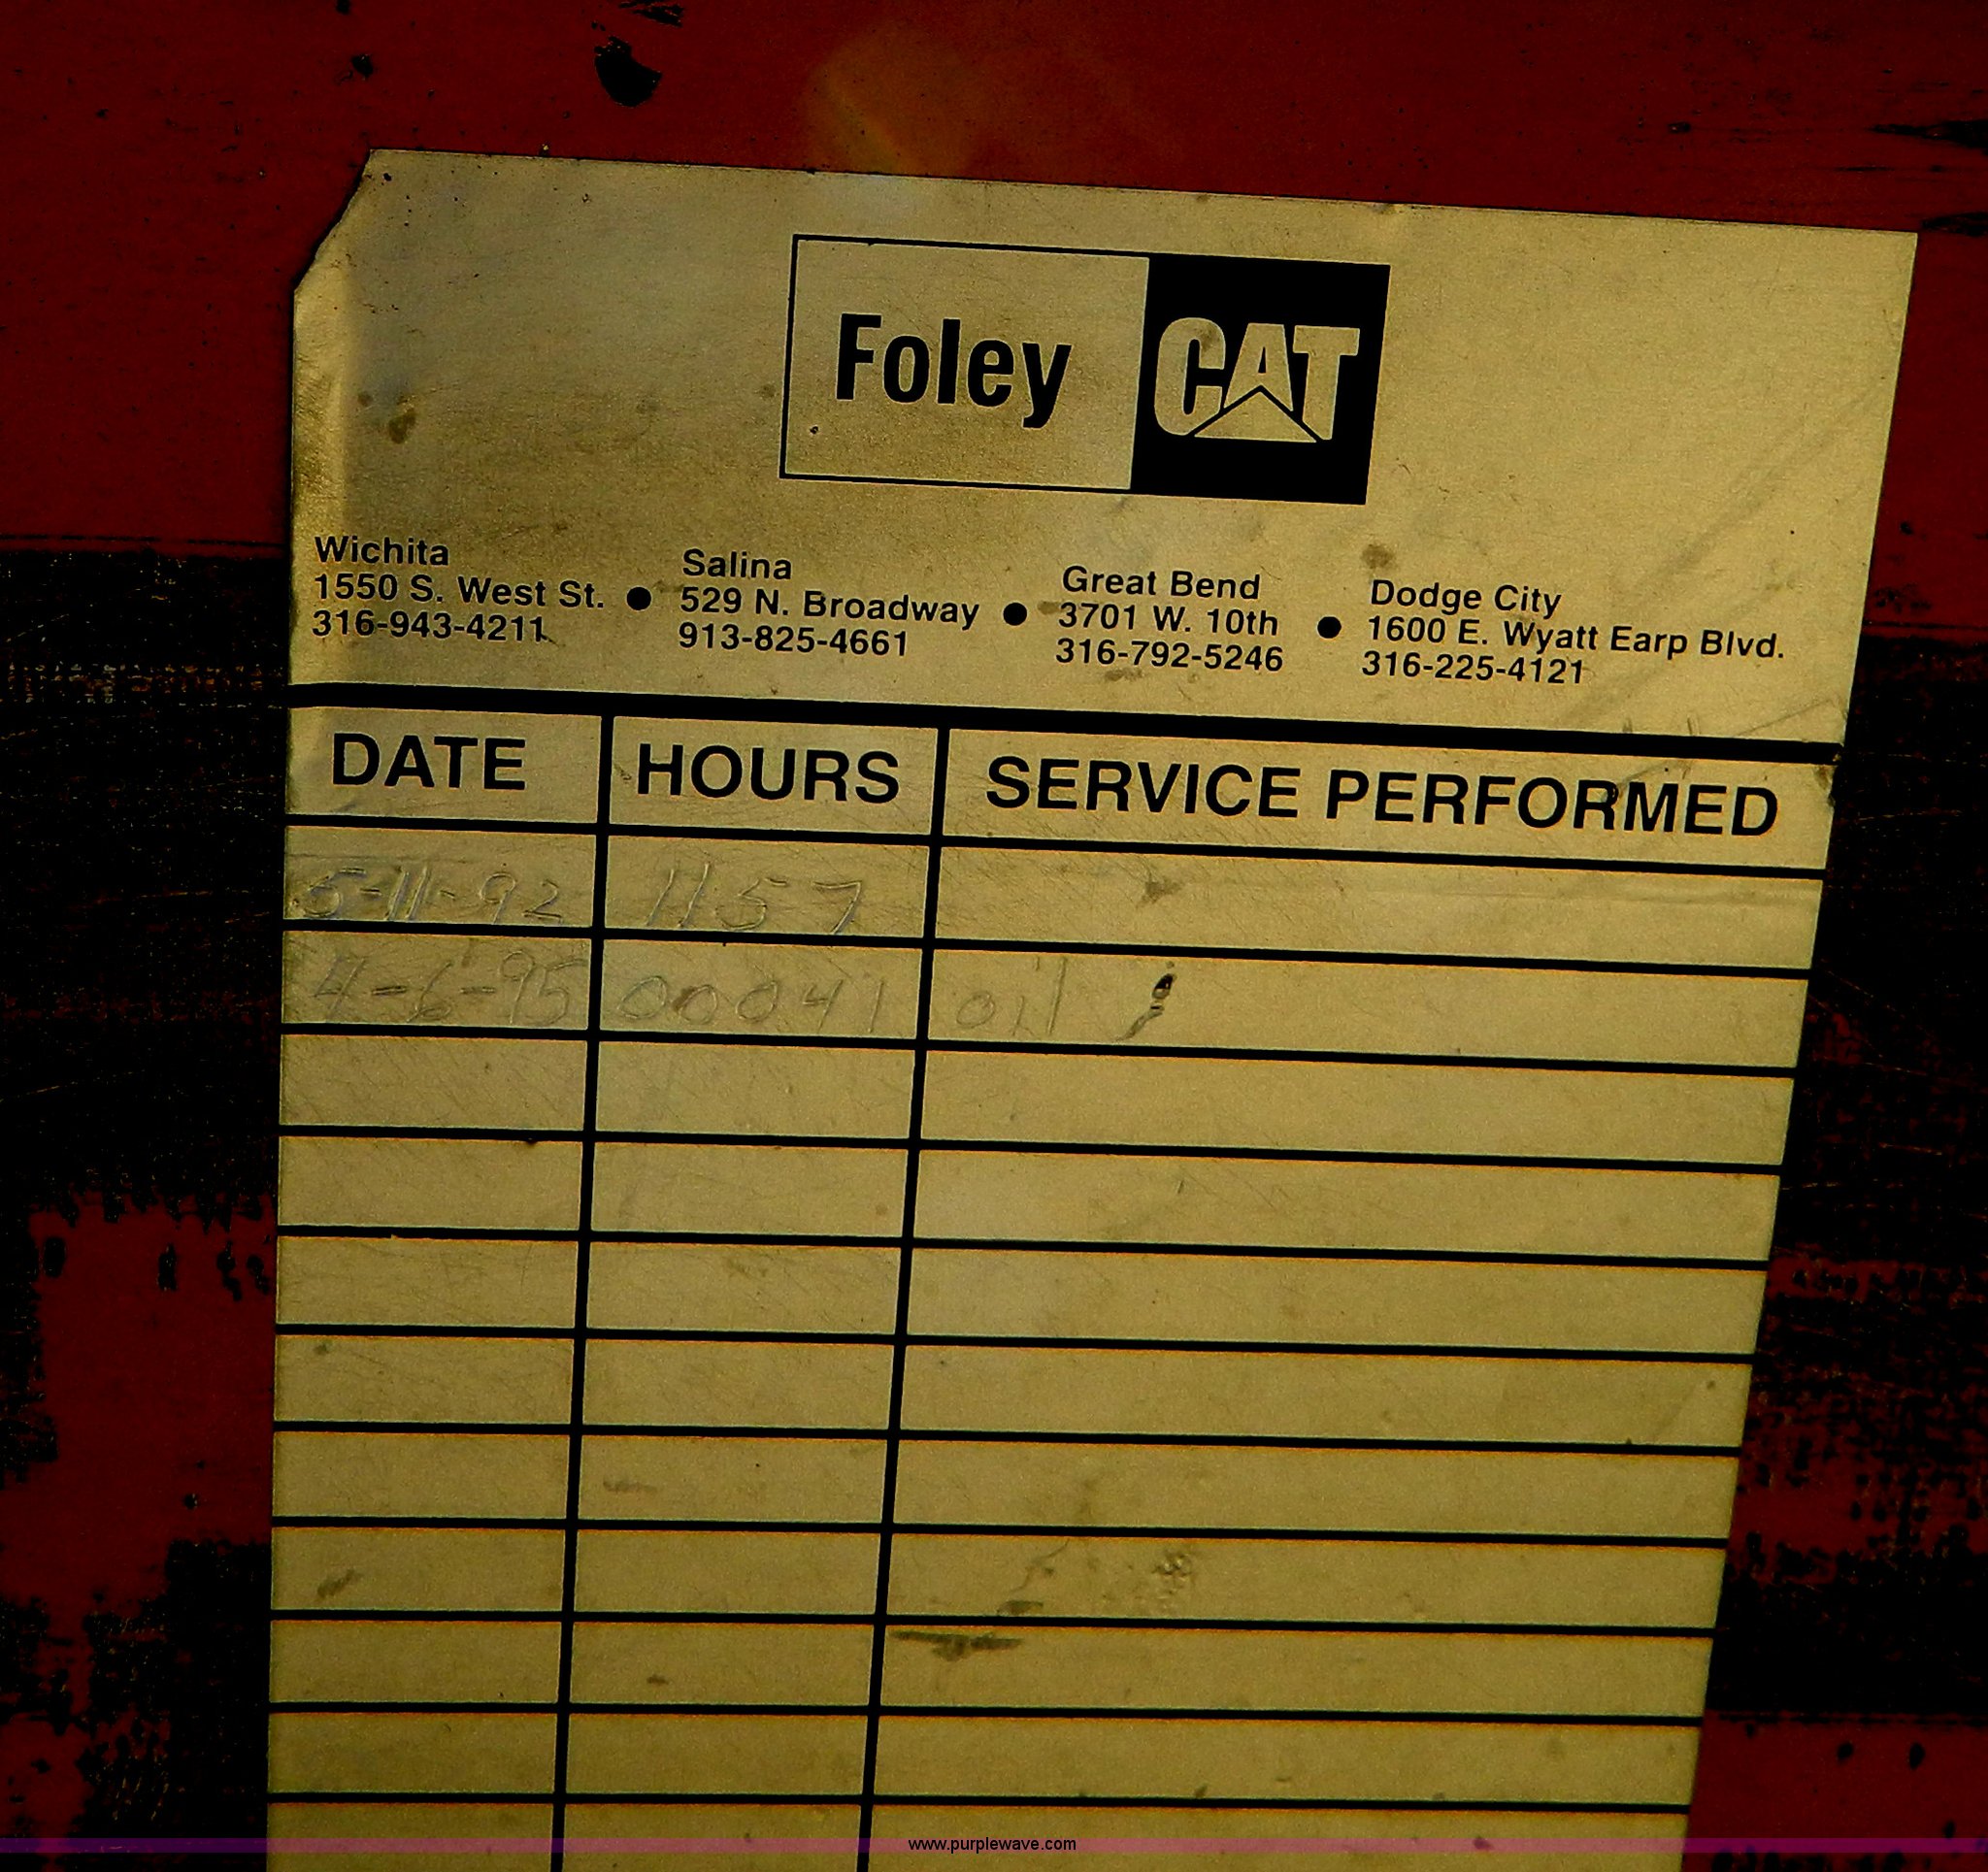 Foley CAT
Wichita
1550 S. West St.
316-943-4211
●
Salina
529 N. Broadway
913-825-4661
●
Great Bend
3701 W. 10th
316-792-5246
●
Dodge City
1600 E. Wyatt Earp Blvd.
316-225-4121
DATE HOURS SERVICE PERFORMED
5-11-92 1157
4-6-95 00041 oil
www.purplewave.com